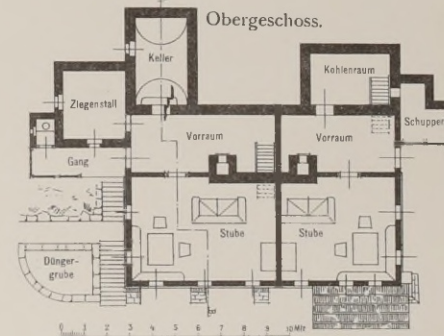 Obergeschoss.
Keller
Kohlenraum
Ziegenstall
Schuppen
Vorraum
Vorraum
Gang
Stube
Stube
Dünger-
grube
0 1 2 3 4 5 6 7 8 9 10 Mtr